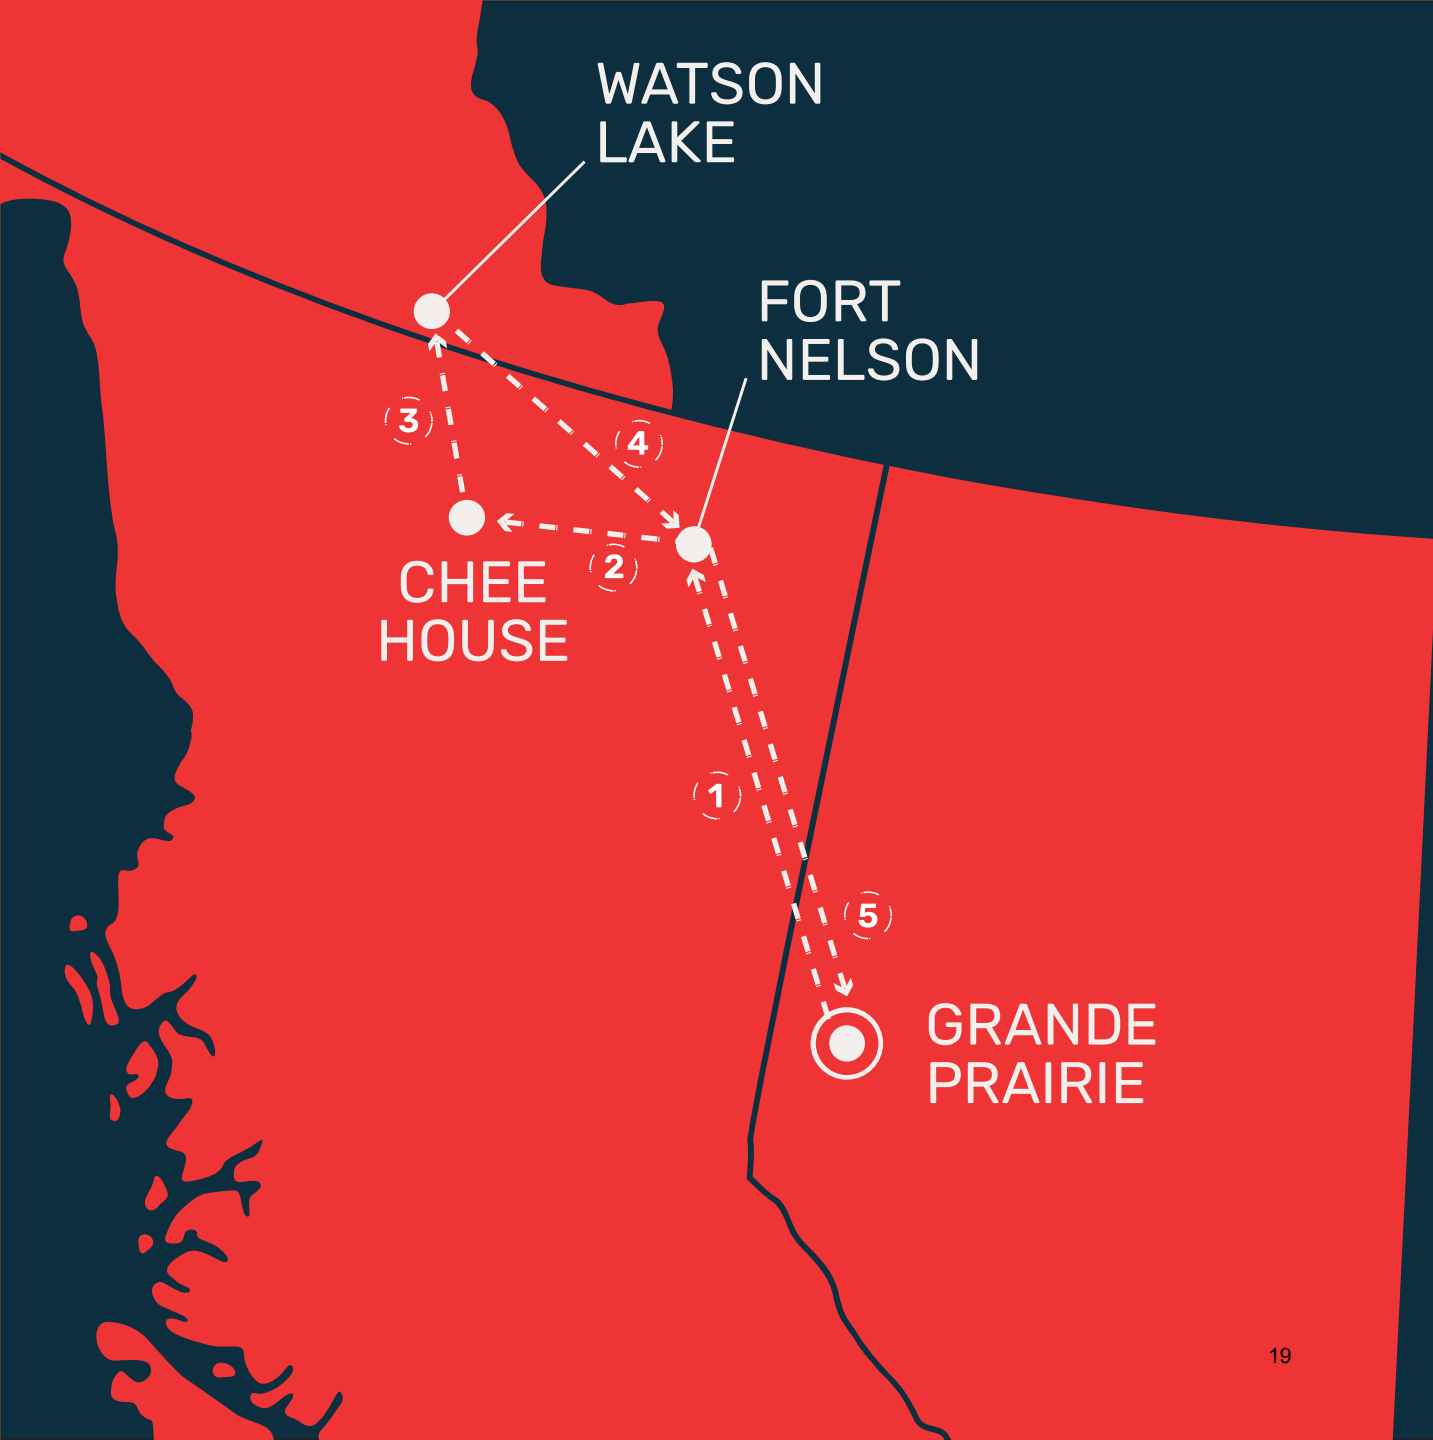 WATSON
LAKE
FORT
NELSON
3
4
2
CHEE
HOUSE
1
5
GRANDE
PRAIRIE
19